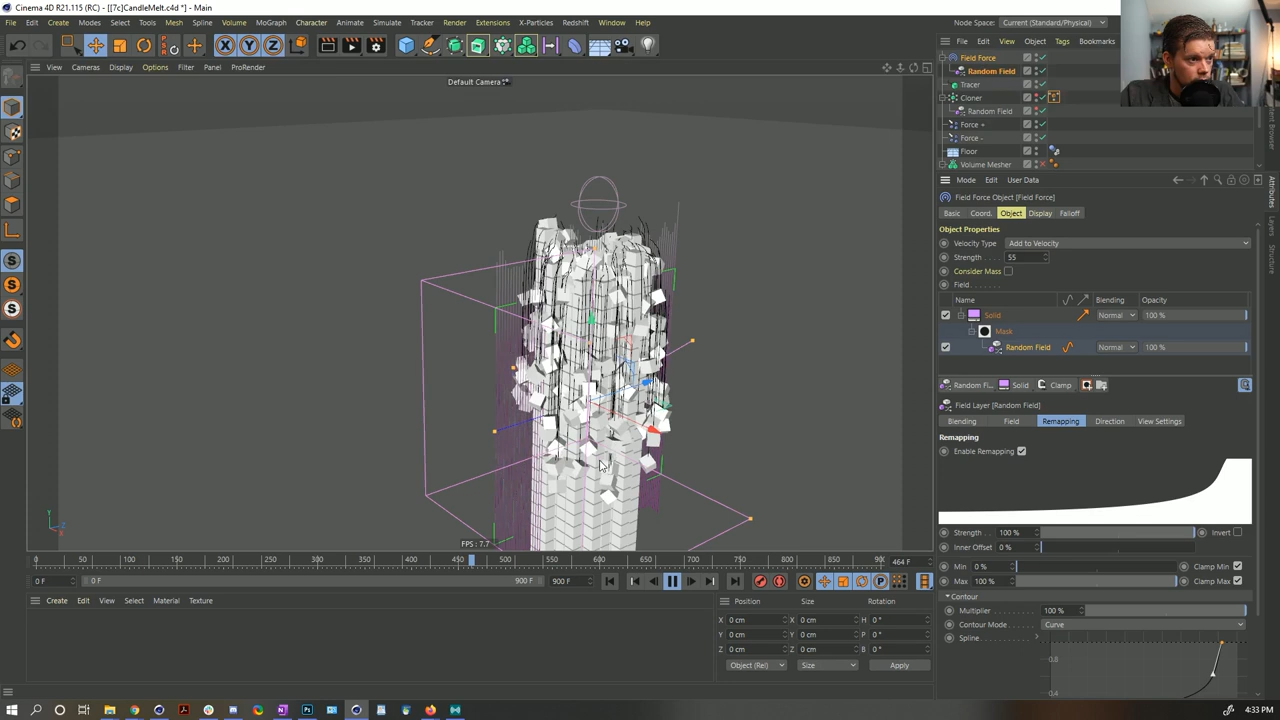 Cinema 4D R21.115 (RC) - [[7c]CandleMelt.c4d *] - Main
File Edit Create Modes Select Tools Mesh Spline Volume MoGraph Character Animate Simulate Tracker Render Extensions X-Particles Redshift Window Help
Node Space: Current (Standard/Physical)
File Edit View Object Tags Bookmarks
View Cameras Display Options Filter Panel ProRender
Default Camera
Field Force
Random Field
Tracer
Cloner
Random Field
Force +
Force -
Floor
Volume Mesher
Mode Edit User Data
Field Force Object [Field Force]
Basic Coord. Object Display Falloff
Object Properties
Velocity Type Add to Velocity
Strength 55
Consider Mass
Field
Name Blending Opacity
Solid Normal 100 %
Mask
Random Field Normal 100 %
Random Fi... Solid Clamp
Field Layer [Random Field]
Blending Field Remapping Direction View Settings
Remapping
Enable Remapping
Strength 100 % Invert
Inner Offset 0 %
Min 0 % Clamp Min
Max 100 % Clamp Max
Contour
Multiplier 100 %
Contour Mode Curve
Spline
0.8
0.4
Attributes
Layers
Structure
FPS : 7.7
0 50 100 150 200 250 300 350 400 450 500 550 600 650 700 750 800 850 900 464 F
0 F 0 F 900 F 900 F
Create Edit View Select Material Texture
Position Size Rotation
X 0 cm X 0 cm H 0 °
Y 0 cm Y 0 cm P 0 °
Z 0 cm Z 0 cm B 0 °
Object (Rel) Size Apply
4:33 PM